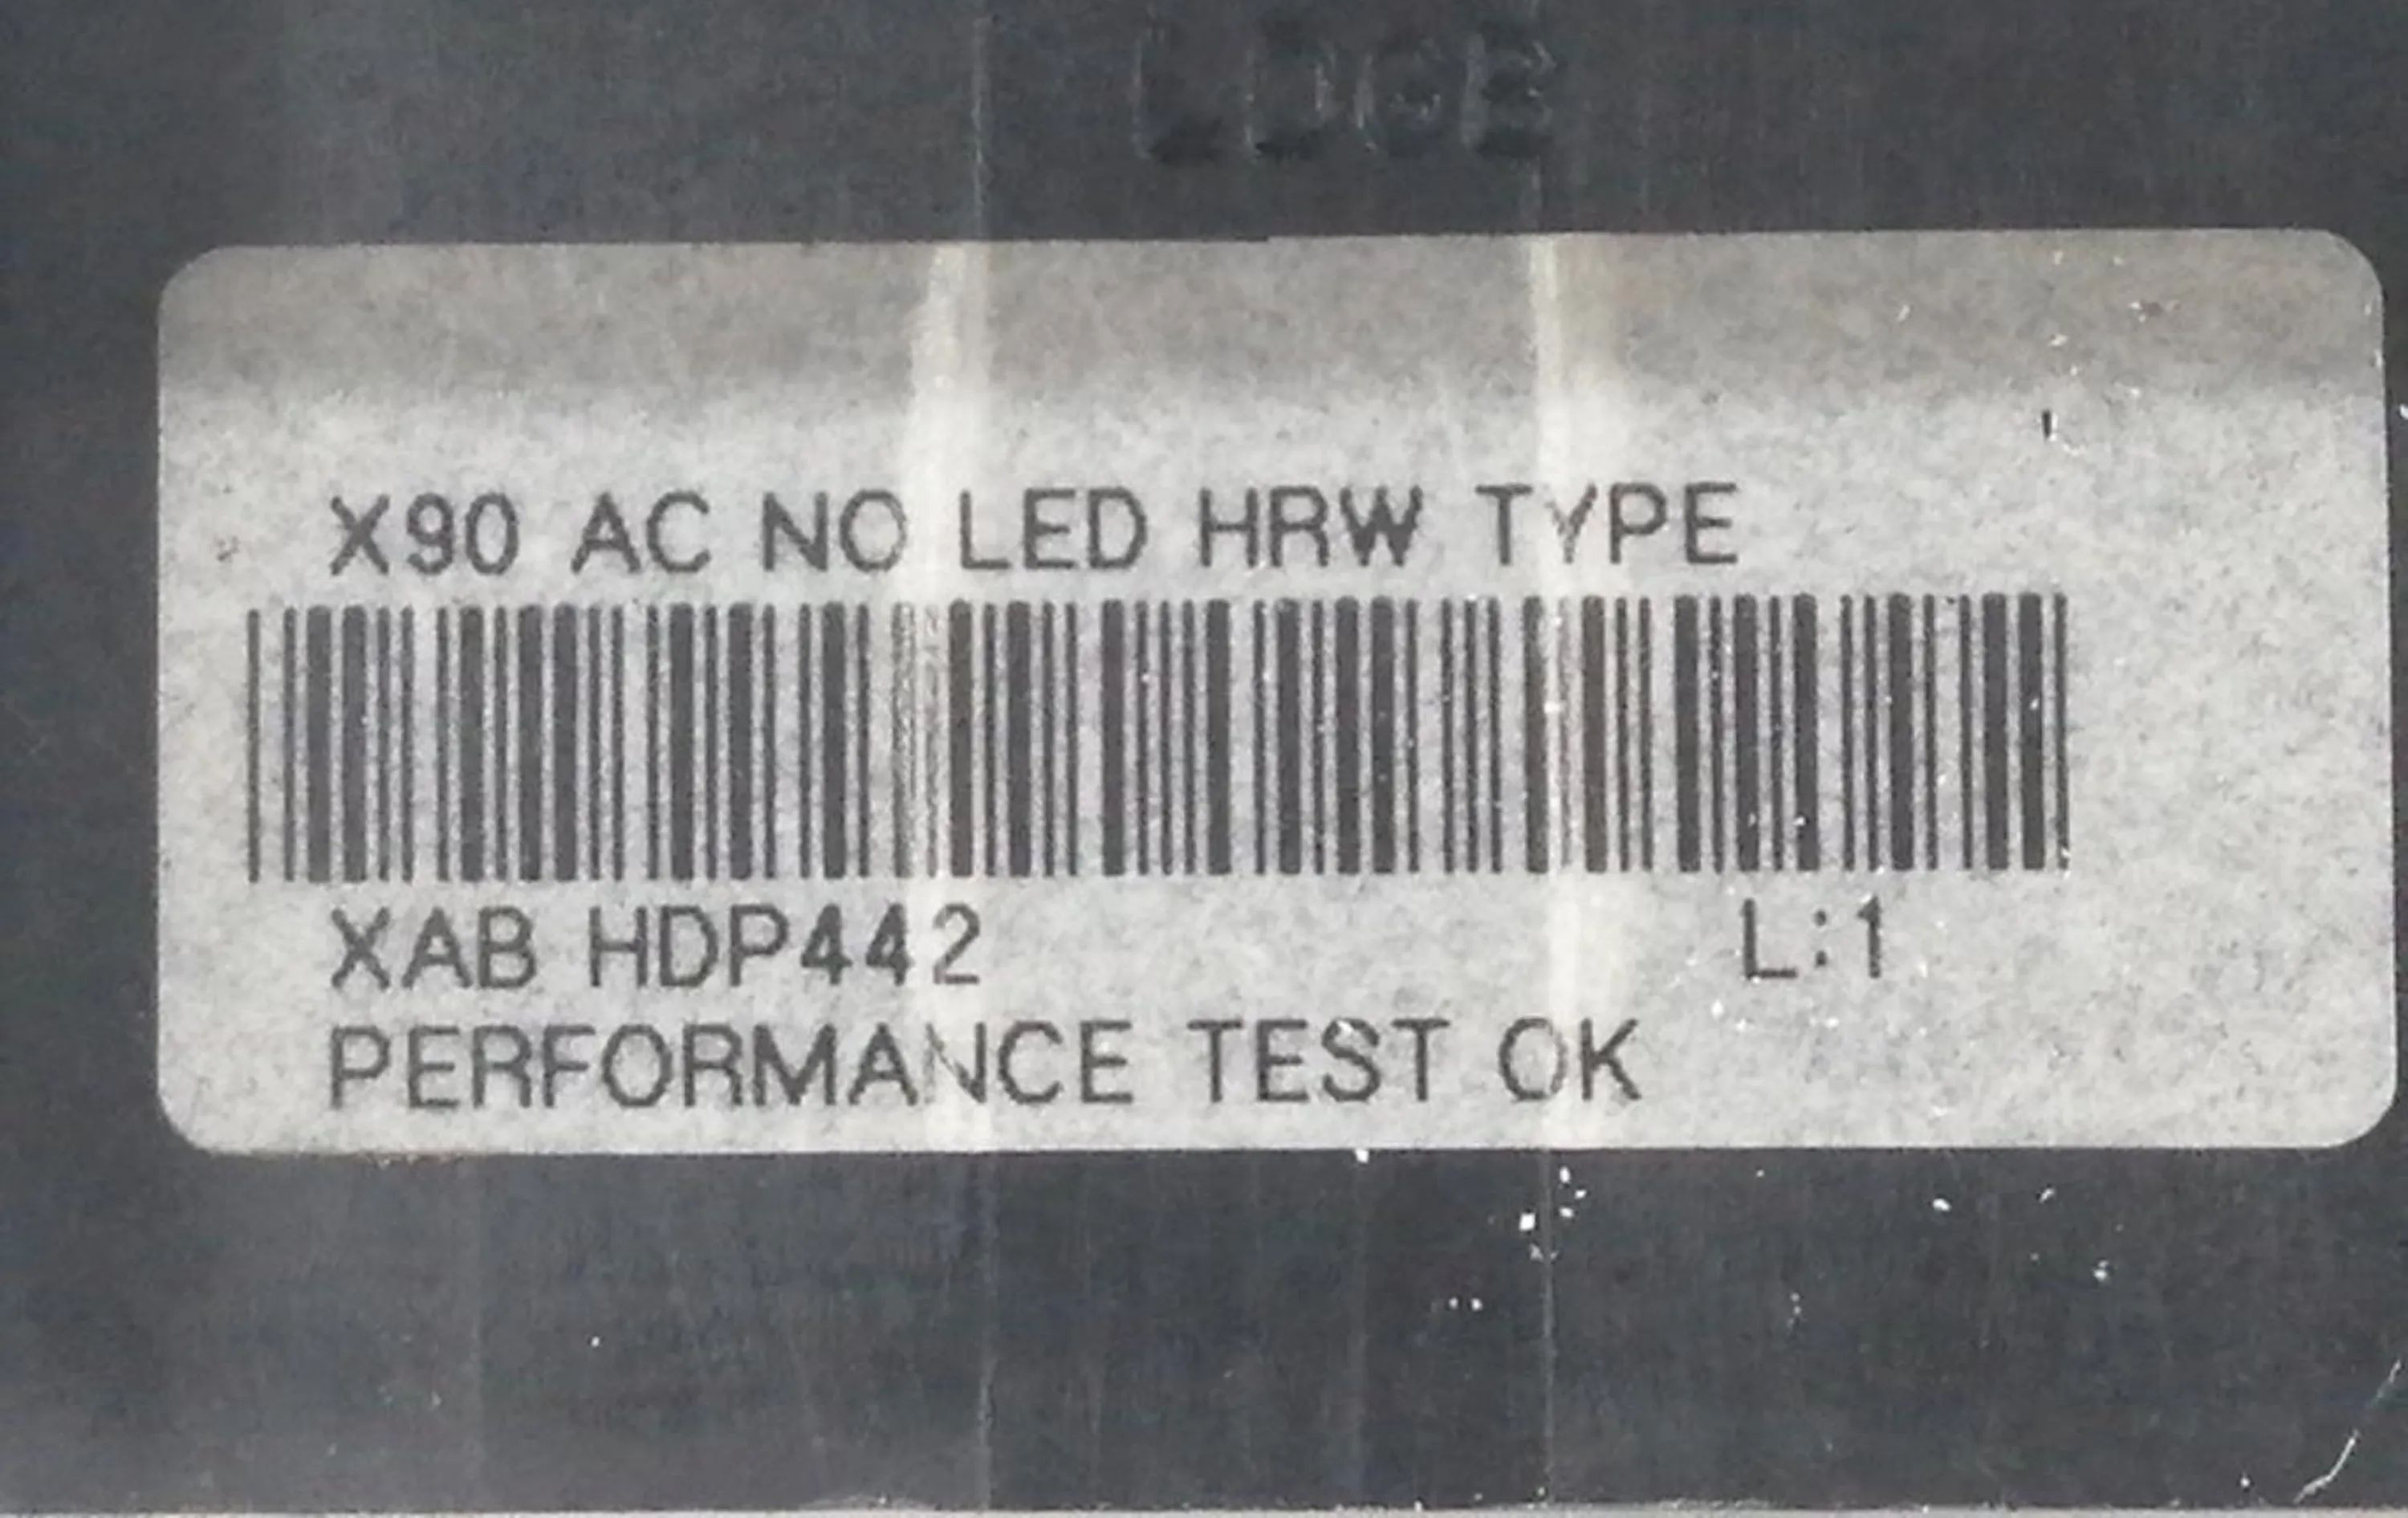 X90 AC NO LED HRW TYPE
XAB HDP442 L:1
PERFORMANCE TEST OK